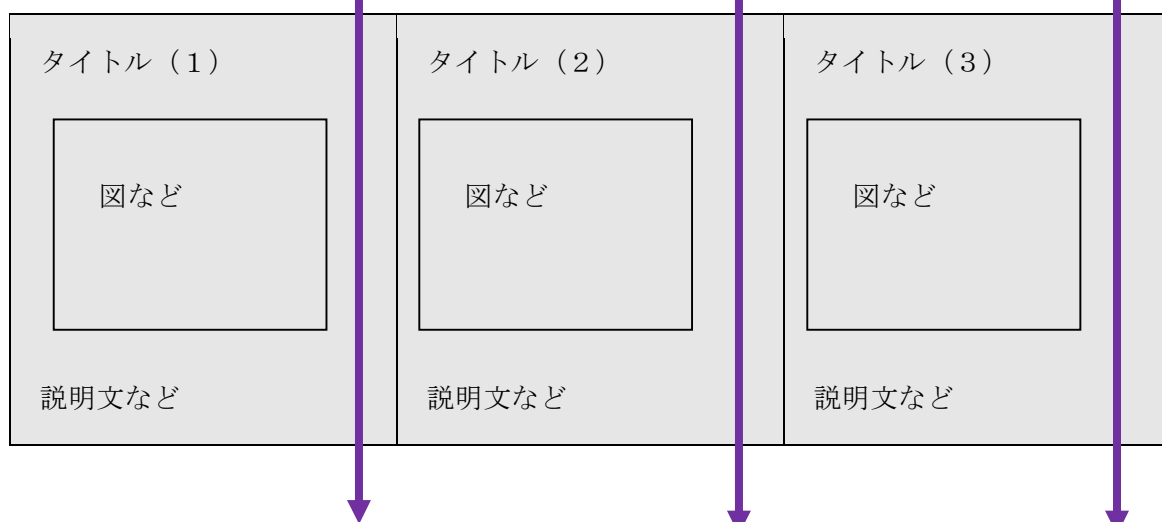 タイトル（１）
図など
説明文など
タイトル（２）
図など
説明文など
タイトル（３）
図など
説明文など